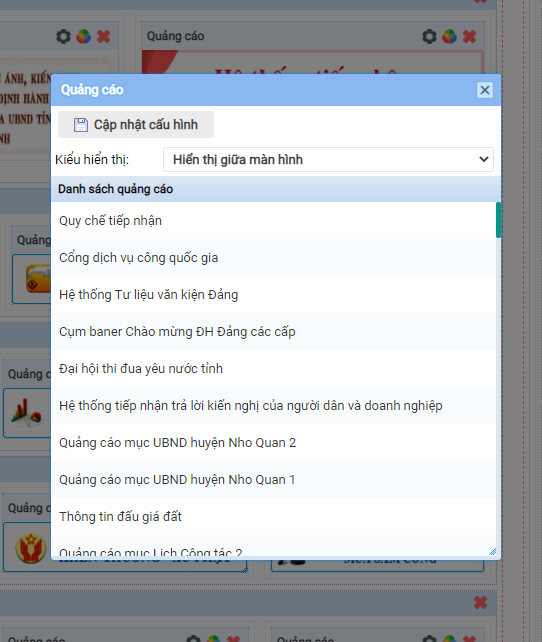 Quảng cáo
ÁNH, KIẾN
ĐỊNH HÀNH
UBND TỈN
NH
Quảng cáo
Cập nhật cấu hình
Kiểu hiển thị:
Hiển thị giữa màn hình
Danh sách quảng cáo
Quy chế tiếp nhận
Cổng dịch vụ công quốc gia
Hệ thống Tư liệu văn kiện Đảng
Cụm baner Chào mừng ĐH Đảng các cấp
Đại hội thi đua yêu nước tỉnh
Hệ thống tiếp nhận trả lời kiến nghị của người dân và doanh nghiệp
Quảng cáo mục UBND huyện Nho Quan 2
Quảng cáo mục UBND huyện Nho Quan 1
Thông tin đấu giá đất
Quảng cáo mục Lịch Công tác 2
Quảng
Quảng c
Quảng c
Quảng cáo
Quảng cáo